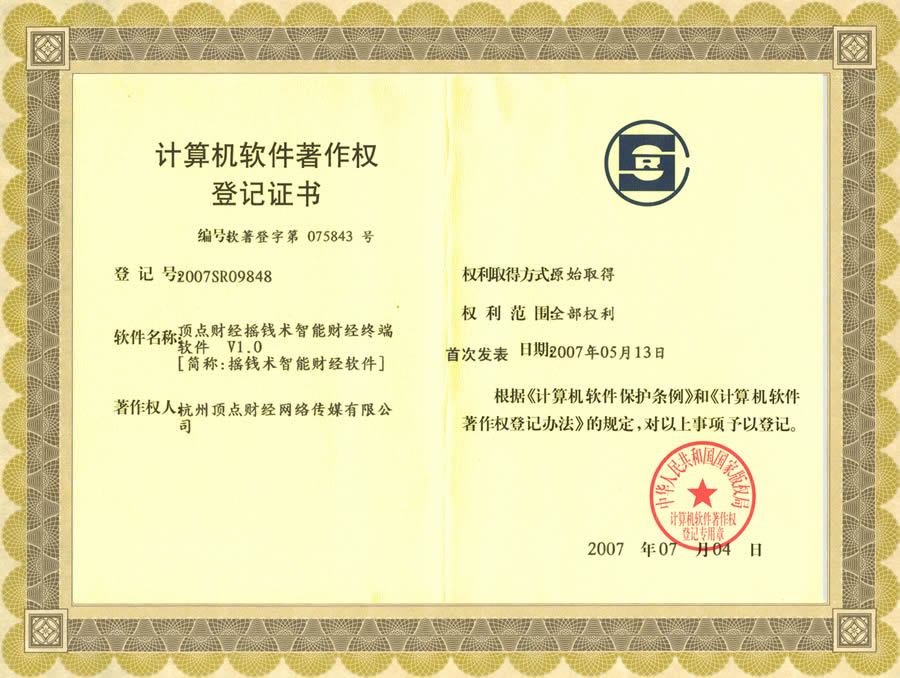 计算机软件著作权
登记证书
编号:软著登字第 075843 号
登 记 号:2007SR09848
软件名称:顶点财经摇钱术智能财经终端
软件 V1.0
[简称:摇钱术智能财经软件]
著作权人:杭州顶点财经网络传媒有限公
司
SR
权利取得方式:原始取得
权 利 范 围:全部权利
首次发表 日期:2007年05月13日
根据《计算机软件保护条例》和《计算机软件
著作权登记办法》的规定,对以上事项予以登记。
中华人民共和国国家版权局
计算机软件著作权
登记专用章
2007 年07 月04 日